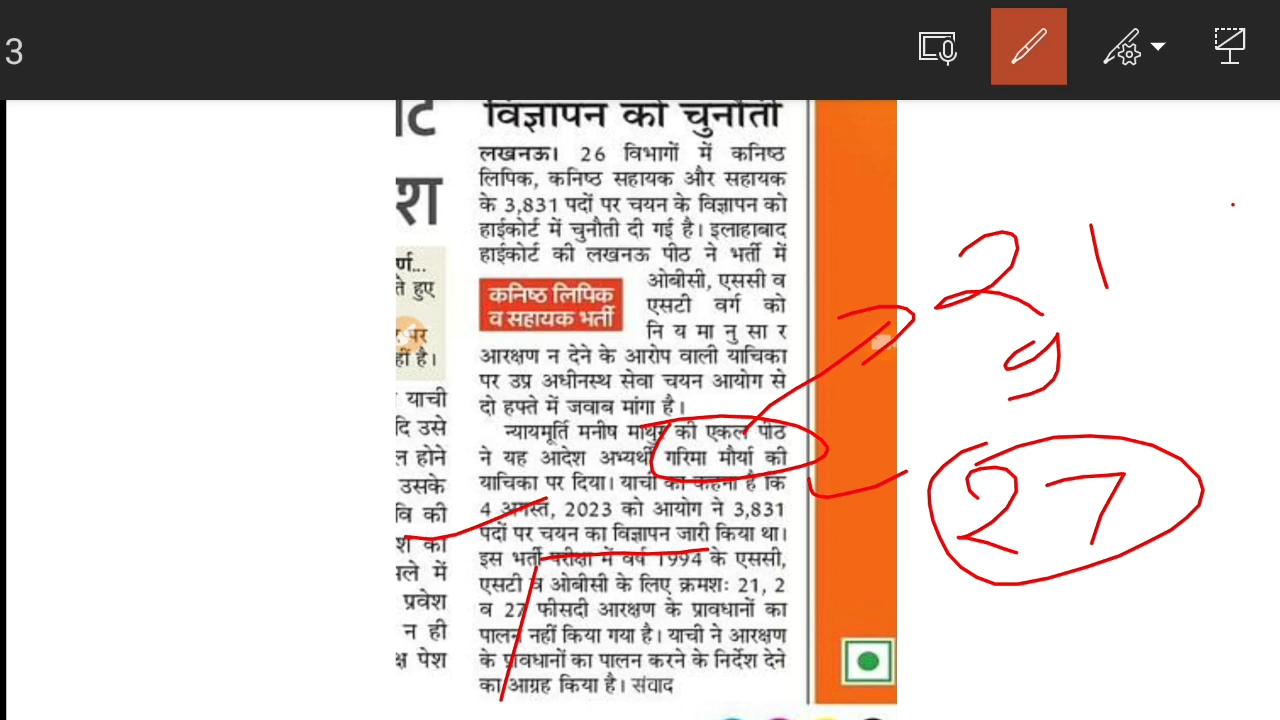 3
विज्ञापन को चुनौती
लखनऊ। 26 विभागों में कनिष्ठ
लिपिक, कनिष्ठ सहायक और सहायक
के 3,831 पदों पर चयन के विज्ञापन को
हाईकोर्ट में चुनौती दी गई है। इलाहाबाद
हाईकोर्ट की लखनऊ पीठ ने भर्ती में
ओबीसी, एससी व
एसटी वर्ग को
नियमानुसार
कनिष्ठ लिपिक
व सहायक भर्ती
आरक्षण न देने के आरोप वाली याचिका
पर उप्र अधीनस्थ सेवा चयन आयोग से
दो हफ्ते में जवाब मांगा है।
न्यायमूर्ति मनीष माथुर की एकल पीठ
ने यह आदेश अभ्यर्थी गरिमा मौर्या की
याचिका पर दिया। याची का कहना है कि
4 अगस्त, 2023 को आयोग ने 3,831
पदों पर चयन का विज्ञापन जारी किया था।
इस भर्ती परीक्षा में वर्ष 1994 के एससी,
एसटी व ओबीसी के लिए क्रमशः 21, 2
व 27 फीसदी आरक्षण के प्रावधानों का
पालन नहीं किया गया है। याची ने आरक्षण
के प्रावधानों का पालन करने के निर्देश देने
का आग्रह किया है। संवाद
श
र्ण...
ते हुए
पर
हीं है।
याची
दि उसे
ल होने
उसके
वि की
श का
मले में
प्रवेश
न ही
क्ष पेश
21
27